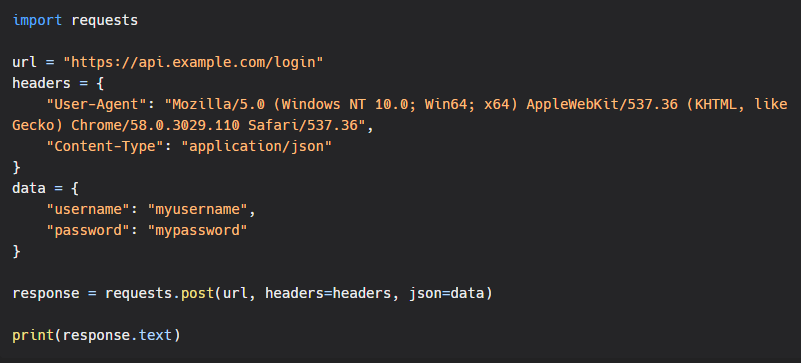 import requests
url = "https://api.example.com/login"
headers = {
    "User-Agent": "Mozilla/5.0 (Windows NT 10.0; Win64; x64) AppleWebKit/537.36 (KHTML, like
Gecko) Chrome/58.0.3029.110 Safari/537.36",
    "Content-Type": "application/json"
}
data = {
    "username": "myusername",
    "password": "mypassword"
}
response = requests.post(url, headers=headers, json=data)
print(response.text)